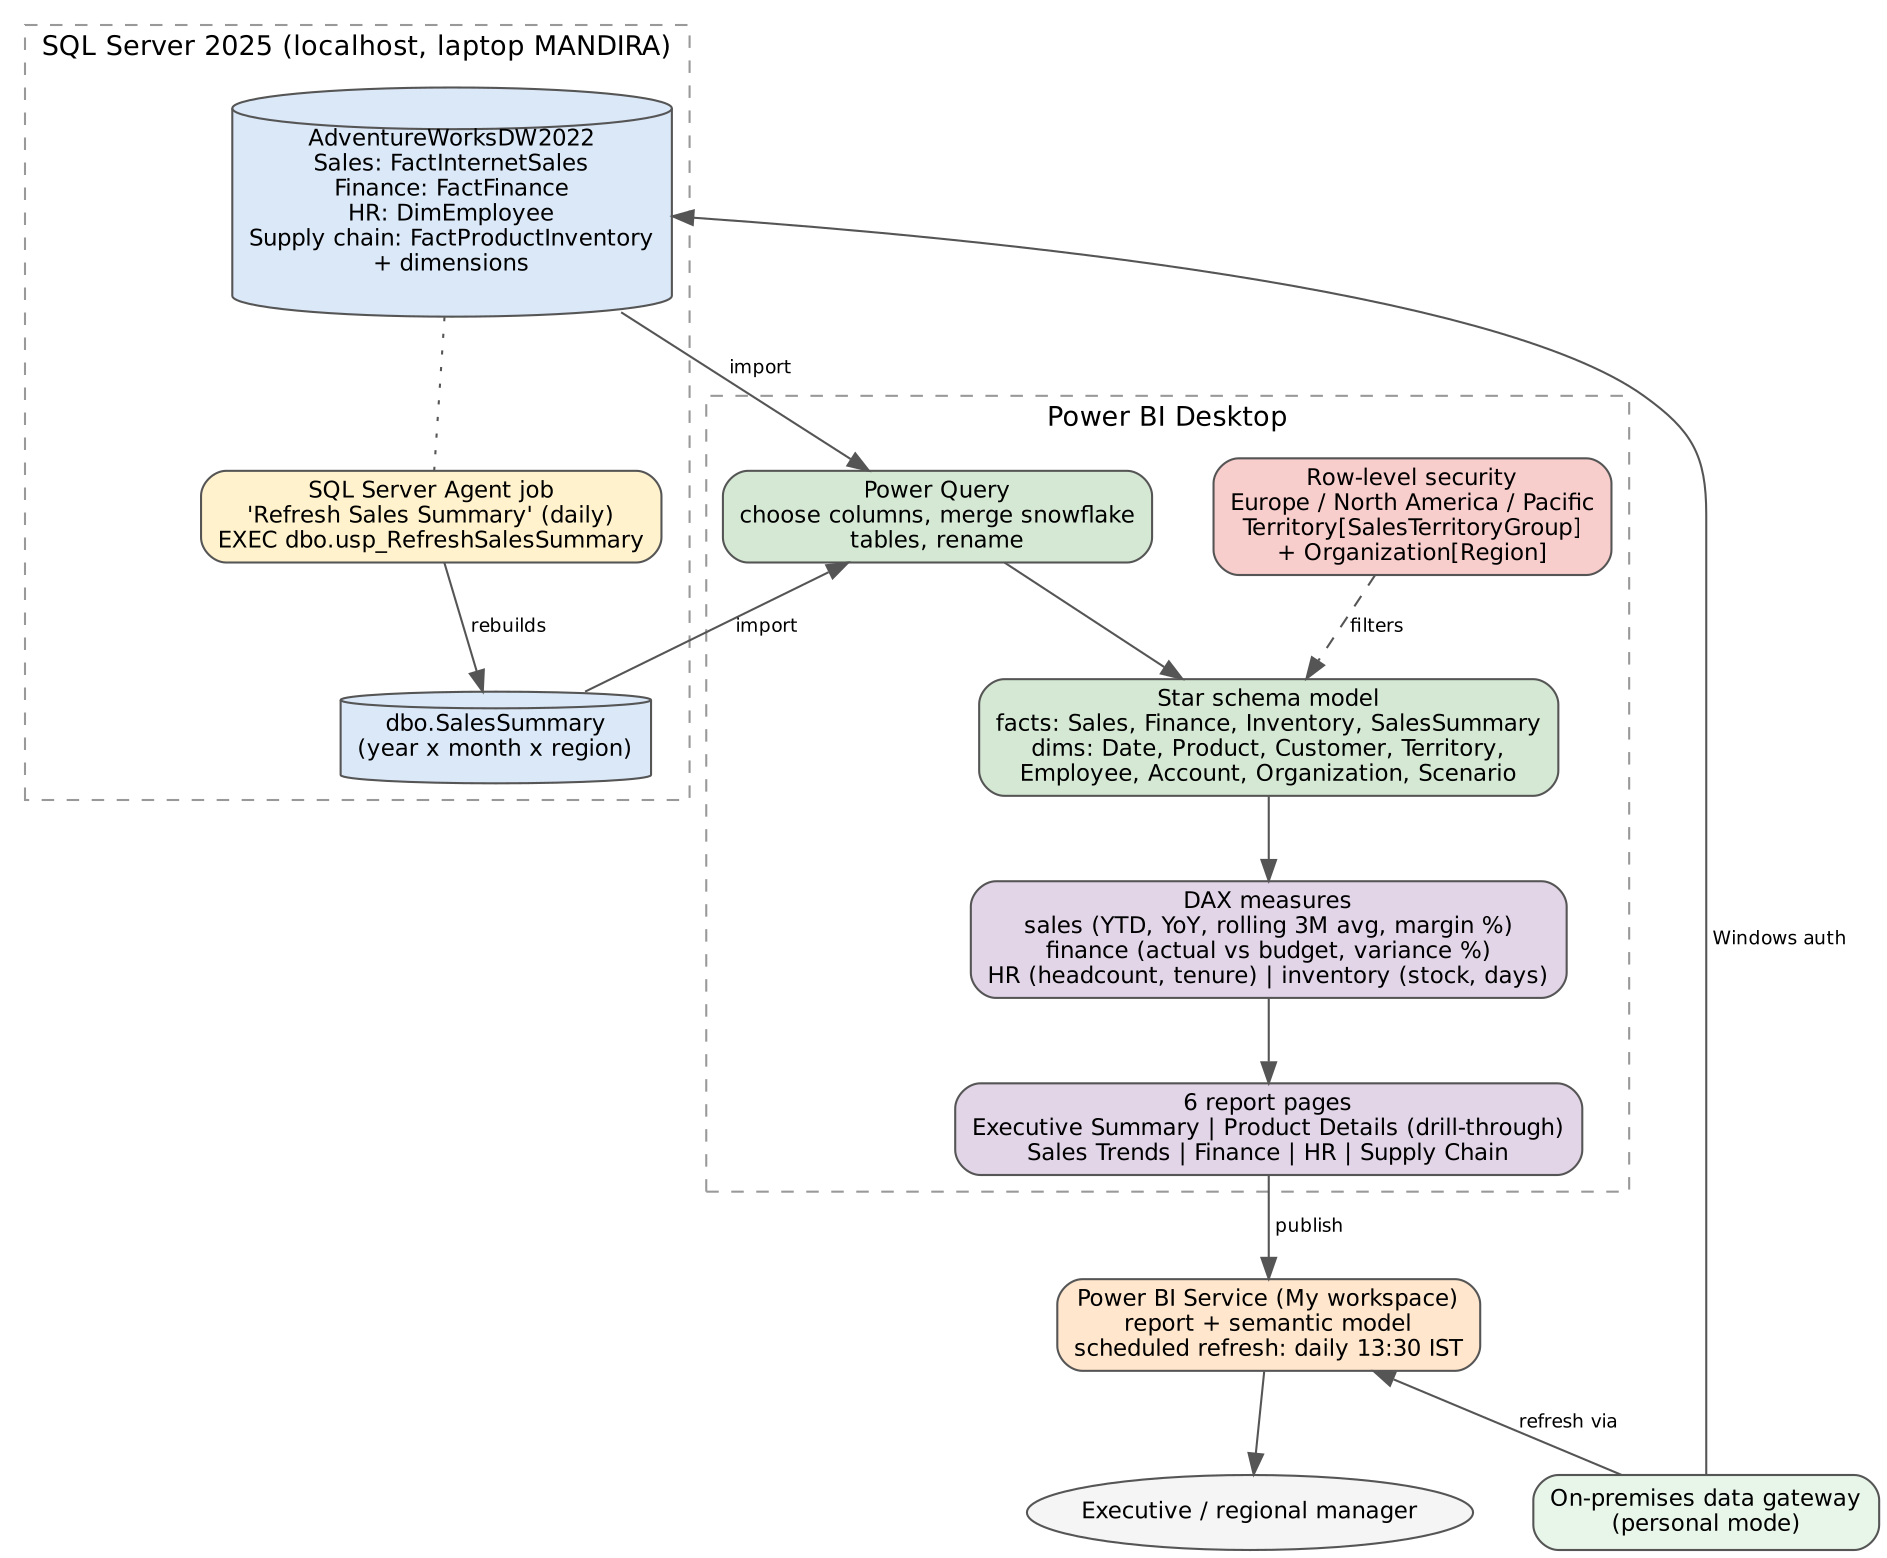 SQL Server 2025 (localhost, laptop MANDIRA)
AdventureWorksDW2022
Sales: FactInternetSales
Finance: FactFinance
HR: DimEmployee
Supply chain: FactProductInventory
+ dimensions
import
Power BI Desktop
SQL Server Agent job
'Refresh Sales Summary' (daily)
EXEC dbo.usp_RefreshSalesSummary
Power Query
choose columns, merge snowflake
tables, rename
Row-level security
Europe / North America / Pacific
Territory[SalesTerritoryGroup]
+ Organization[Region]
rebuilds
import
filters
dbo.SalesSummary
(year x month x region)
Star schema model
facts: Sales, Finance, Inventory, SalesSummary
dims: Date, Product, Customer, Territory,
Employee, Account, Organization, Scenario
DAX measures
sales (YTD, YoY, rolling 3M avg, margin %)
finance (actual vs budget, variance %)
HR (headcount, tenure) | inventory (stock, days)
Windows auth
6 report pages
Executive Summary | Product Details (drill-through)
Sales Trends | Finance | HR | Supply Chain
publish
Power BI Service (My workspace)
report + semantic model
scheduled refresh: daily 13:30 IST
refresh via
Executive / regional manager
On-premises data gateway
(personal mode)